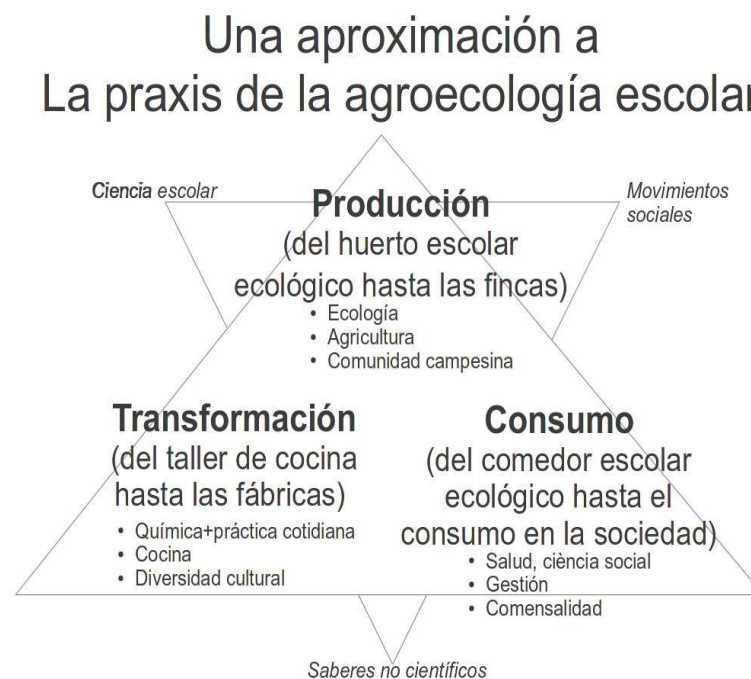 Una aproximación a
La praxis de la agroecología escolar
Ciencia escolar
Movimientos
sociales
Producción
(del huerto escolar
ecológico hasta las fincas)
• Ecología
• Agricultura
• Comunidad campesina
Transformación
(del taller de cocina
hasta las fábricas)
• Química+práctica cotidiana
• Cocina
• Diversidad cultural
Consumo
(del comedor escolar
ecológico hasta el
consumo en la sociedad)
• Salud, ciència social
• Gestión
• Comensalidad
Saberes no científicos